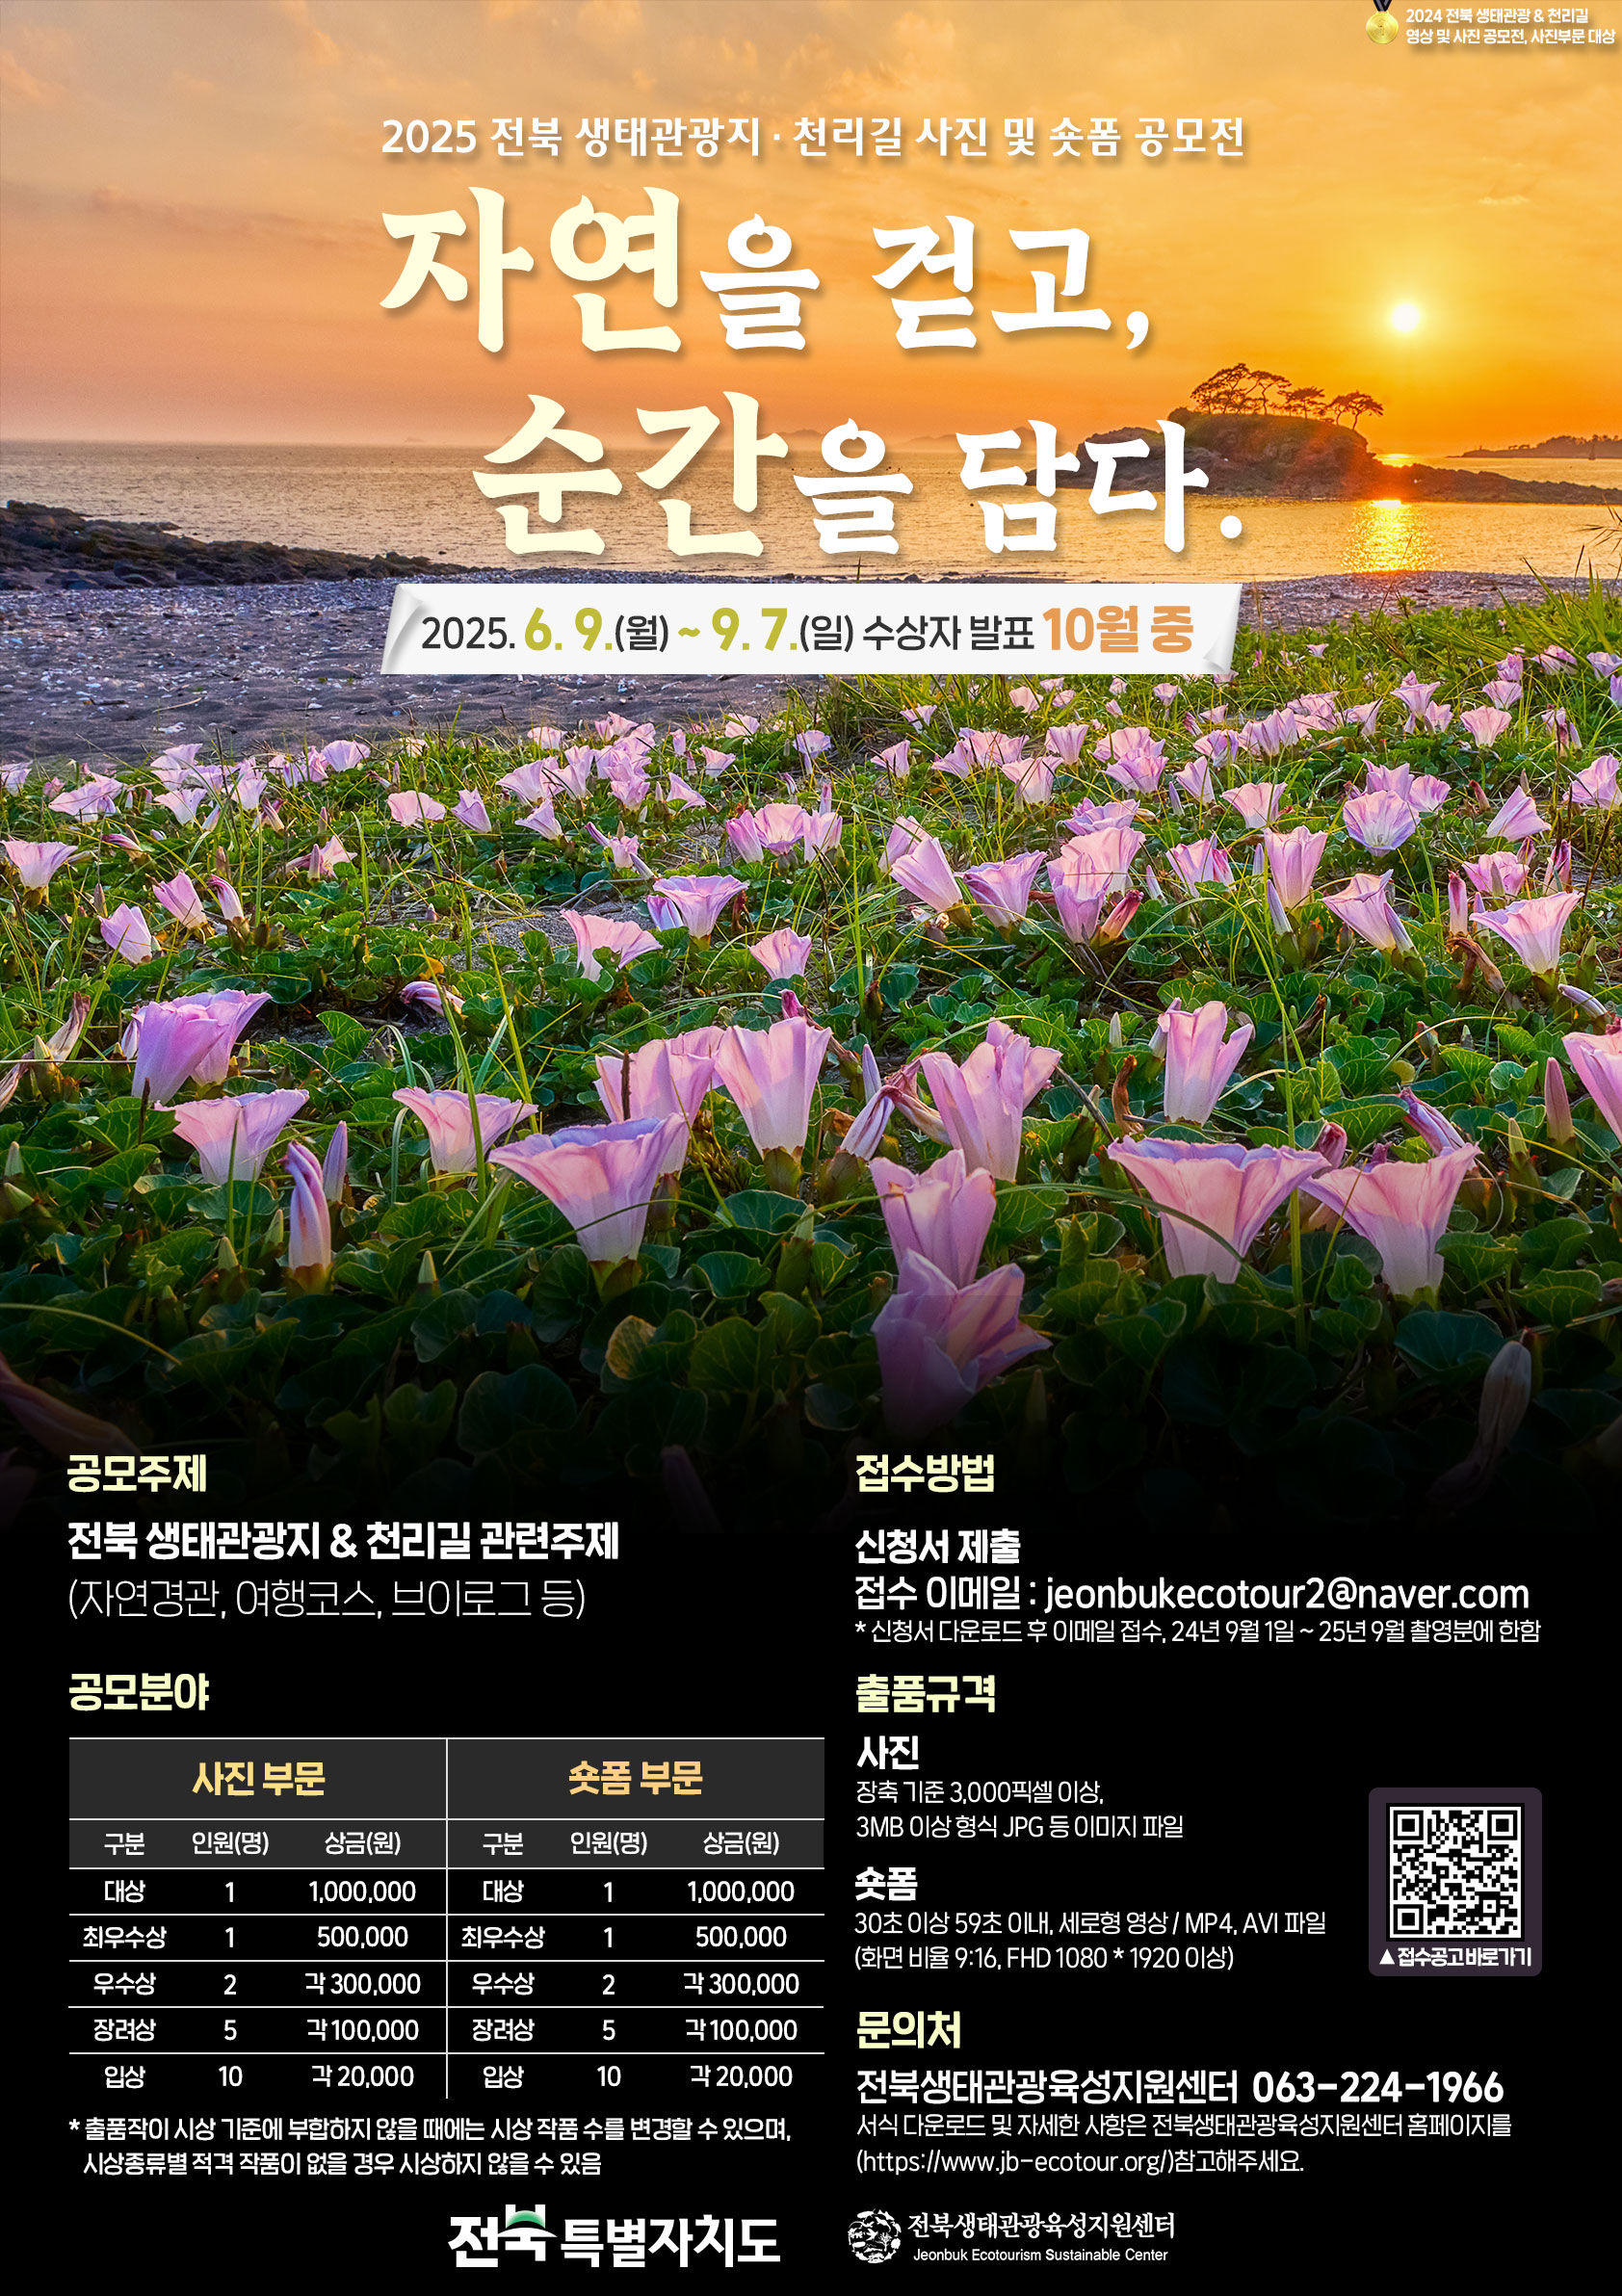 2024 전북 생태관광 & 천리길
영상 및 사진 공모전, 사진부문 대상
2025 전북 생태관광지 · 천리길 사진 및 숏폼 공모전
자연을 걷고,
순간을 담다.
2025. 6. 9.(월) ~ 9. 7.(일) 수상자 발표 10월 중
공모주제
전북 생태관광지 & 천리길 관련주제
(자연경관, 여행코스, 브이로그 등)
공모분야
사진 부문 숏폼 부문
구분 인원(명) 상금(원) 구분 인원(명) 상금(원)
대상 1 1,000,000 대상 1 1,000,000
최우수상 1 500,000 최우수상 1 500,000
우수상 2 각 300,000 우수상 2 각 300,000
장려상 5 각 100,000 장려상 5 각 100,000
입상 10 각 20,000 입상 10 각 20,000
* 출품작이 시상 기준에 부합하지 않을 때에는 시상 작품 수를 변경할 수 있으며,
시상종류별 적격 작품이 없을 경우 시상하지 않을 수 있음
접수방법
신청서 제출
접수 이메일 : jeonbukecotour2@naver.com
* 신청서 다운로드 후 이메일 접수, 24년 9월 1일 ~ 25년 9월 촬영분에 한함
출품규격
사진
장축 기준 3,000픽셀 이상,
3MB 이상 형식 JPG 등 이미지 파일
숏폼
30초 이상 59초 이내, 세로형 영상 / MP4, AVI 파일
(화면 비율 9:16, FHD 1080 * 1920 이상)
▲접수공고 바로가기
문의처
전북생태관광육성지원센터 063-224-1966
서식 다운로드 및 자세한 사항은 전북생태관광육성지원센터 홈페이지를
(https://www.jb-ecotour.org/)참고해주세요.
전북특별자치도
전북생태관광육성지원센터
Jeonbuk Ecotourism Sustainable Center